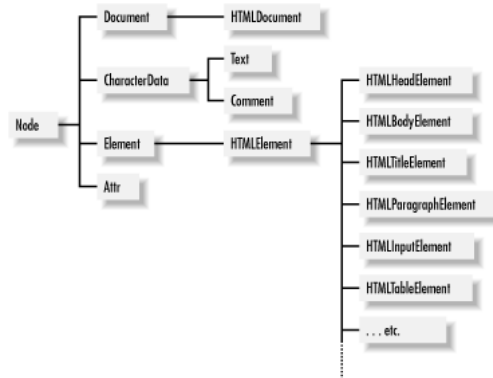 Document
HTMLDocument
CharacterData
Text
Comment
Node
Element
HTMLElement
Attr
HTMLHeadElement
HTMLBodyElement
HTMLTitleElement
HTMLParagraphElement
HTMLInputElement
HTMLTableElement
. . . etc.